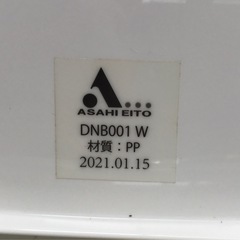 A...
ASAHI EITO
DNB001 W
材質：PP
2021.01.15